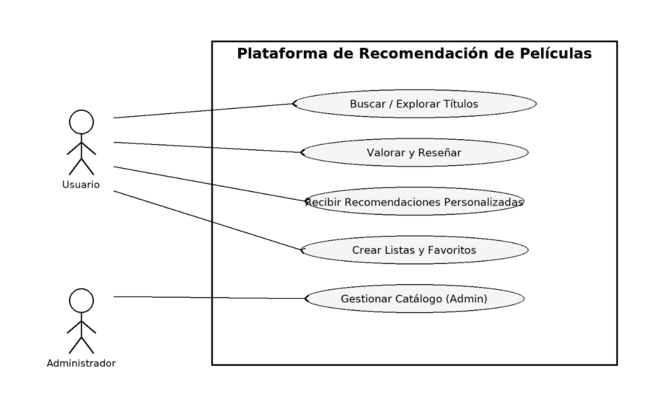 Plataforma de Recomendación de Películas
Buscar / Explorar Títulos
Valorar y Reseñar
Usuario
Recibir Recomendaciones Personalizadas
Crear Listas y Favoritos
Gestionar Catálogo (Admin)
Administrador